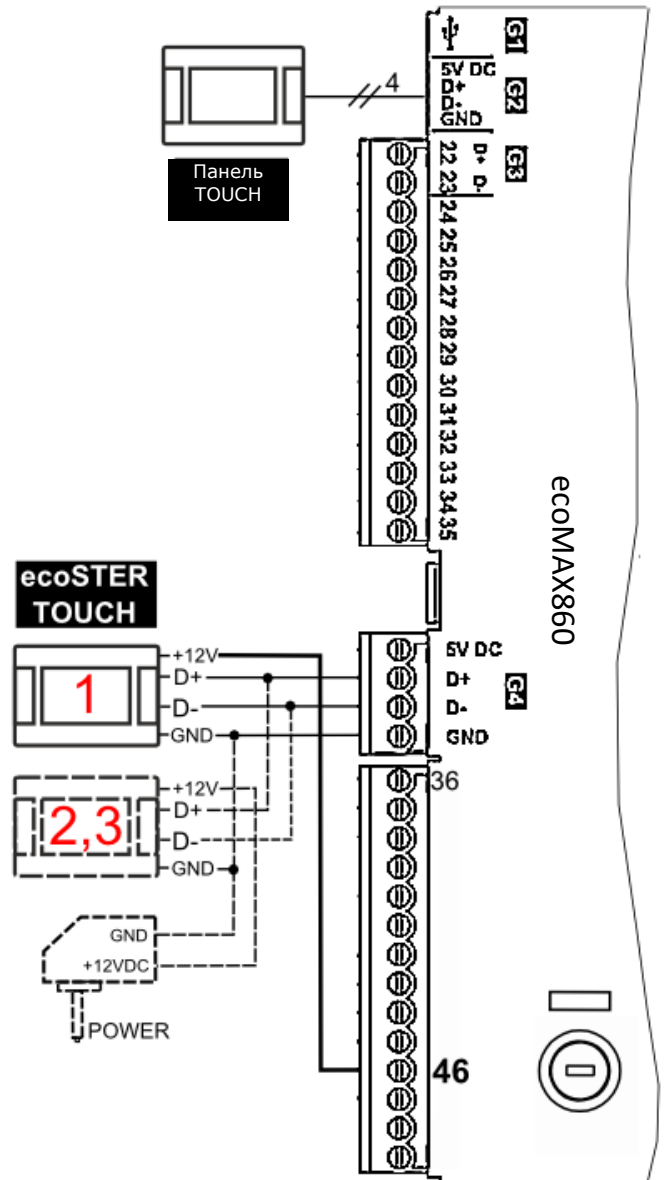 G1
5V DC
D+
D-
GND
G2
4
22 D+
23 D-
G3
Панель
TOUCH
24
25
26
27
28
29
30
31
32
33
34
35
ecoMAX860
ecoSTER
TOUCH
+12V
D+
D-
GND
1
5V DC
D+
D-
GND
G4
+12V
D+
D-
GND
2,3
36
GND
+12VDC
POWER
46